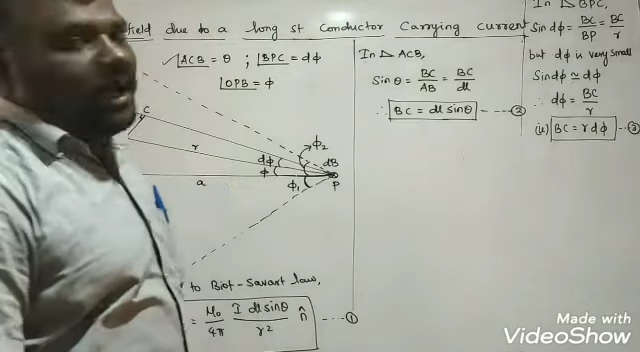 field due to a long st Conductor Carrying current
∠ACB = θ ; ∠BPC = dφ
∠OPB = φ
C
r
a
dφ
φ
φ2
φ1
dB
P
to Biot-Savart law,
= μ0/4π I dl sinθ/r² n̂ ---- ①
In △ ACB,
Sinθ = BC/AB = BC/dl
∴ BC = dl sinθ ---- ②
In △ BPC,
Sin dφ = BC/BP = BC/r
but dφ is very small
Sin dφ ≃ dφ
∴ dφ = BC/r
(ie) BC = r dφ --- ③
Made with
VideoShow